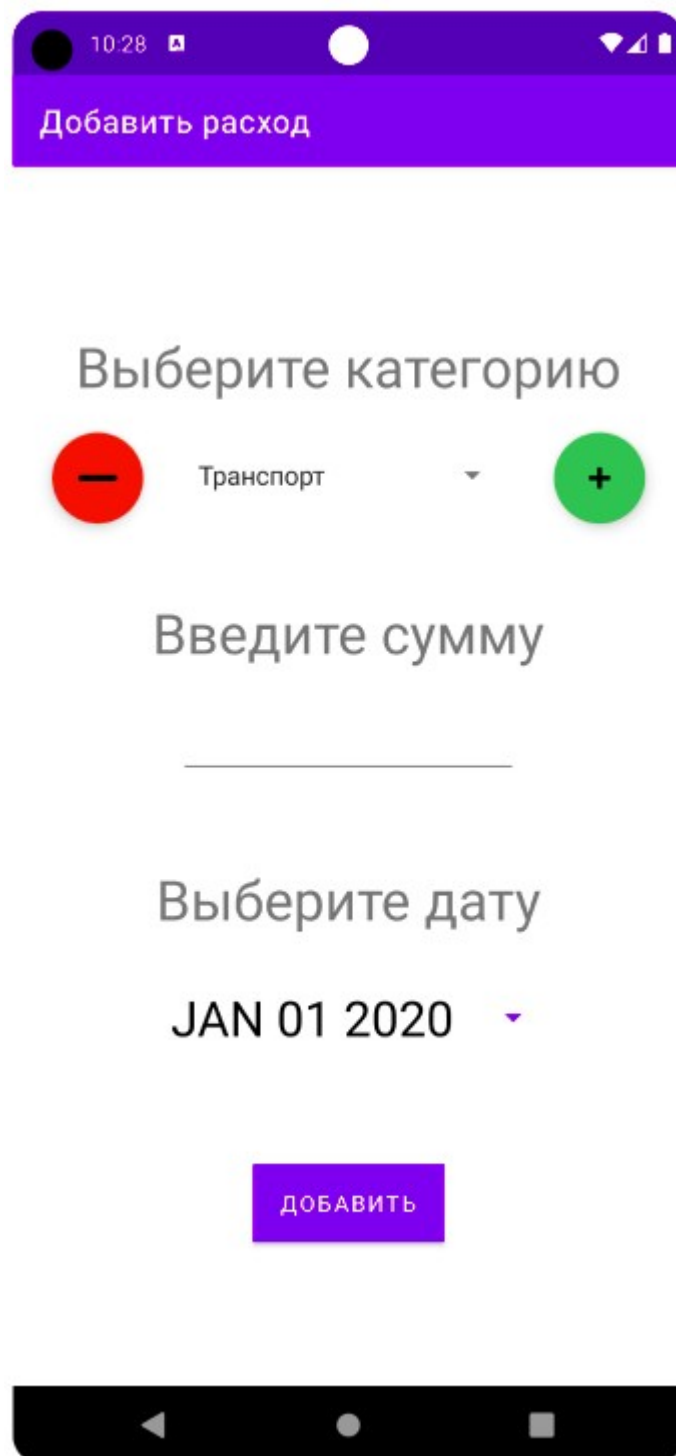 10:28
Добавить расход
Выберите категорию
Транспорт
Введите сумму
Выберите дату
JAN 01 2020
ДОБАВИТЬ